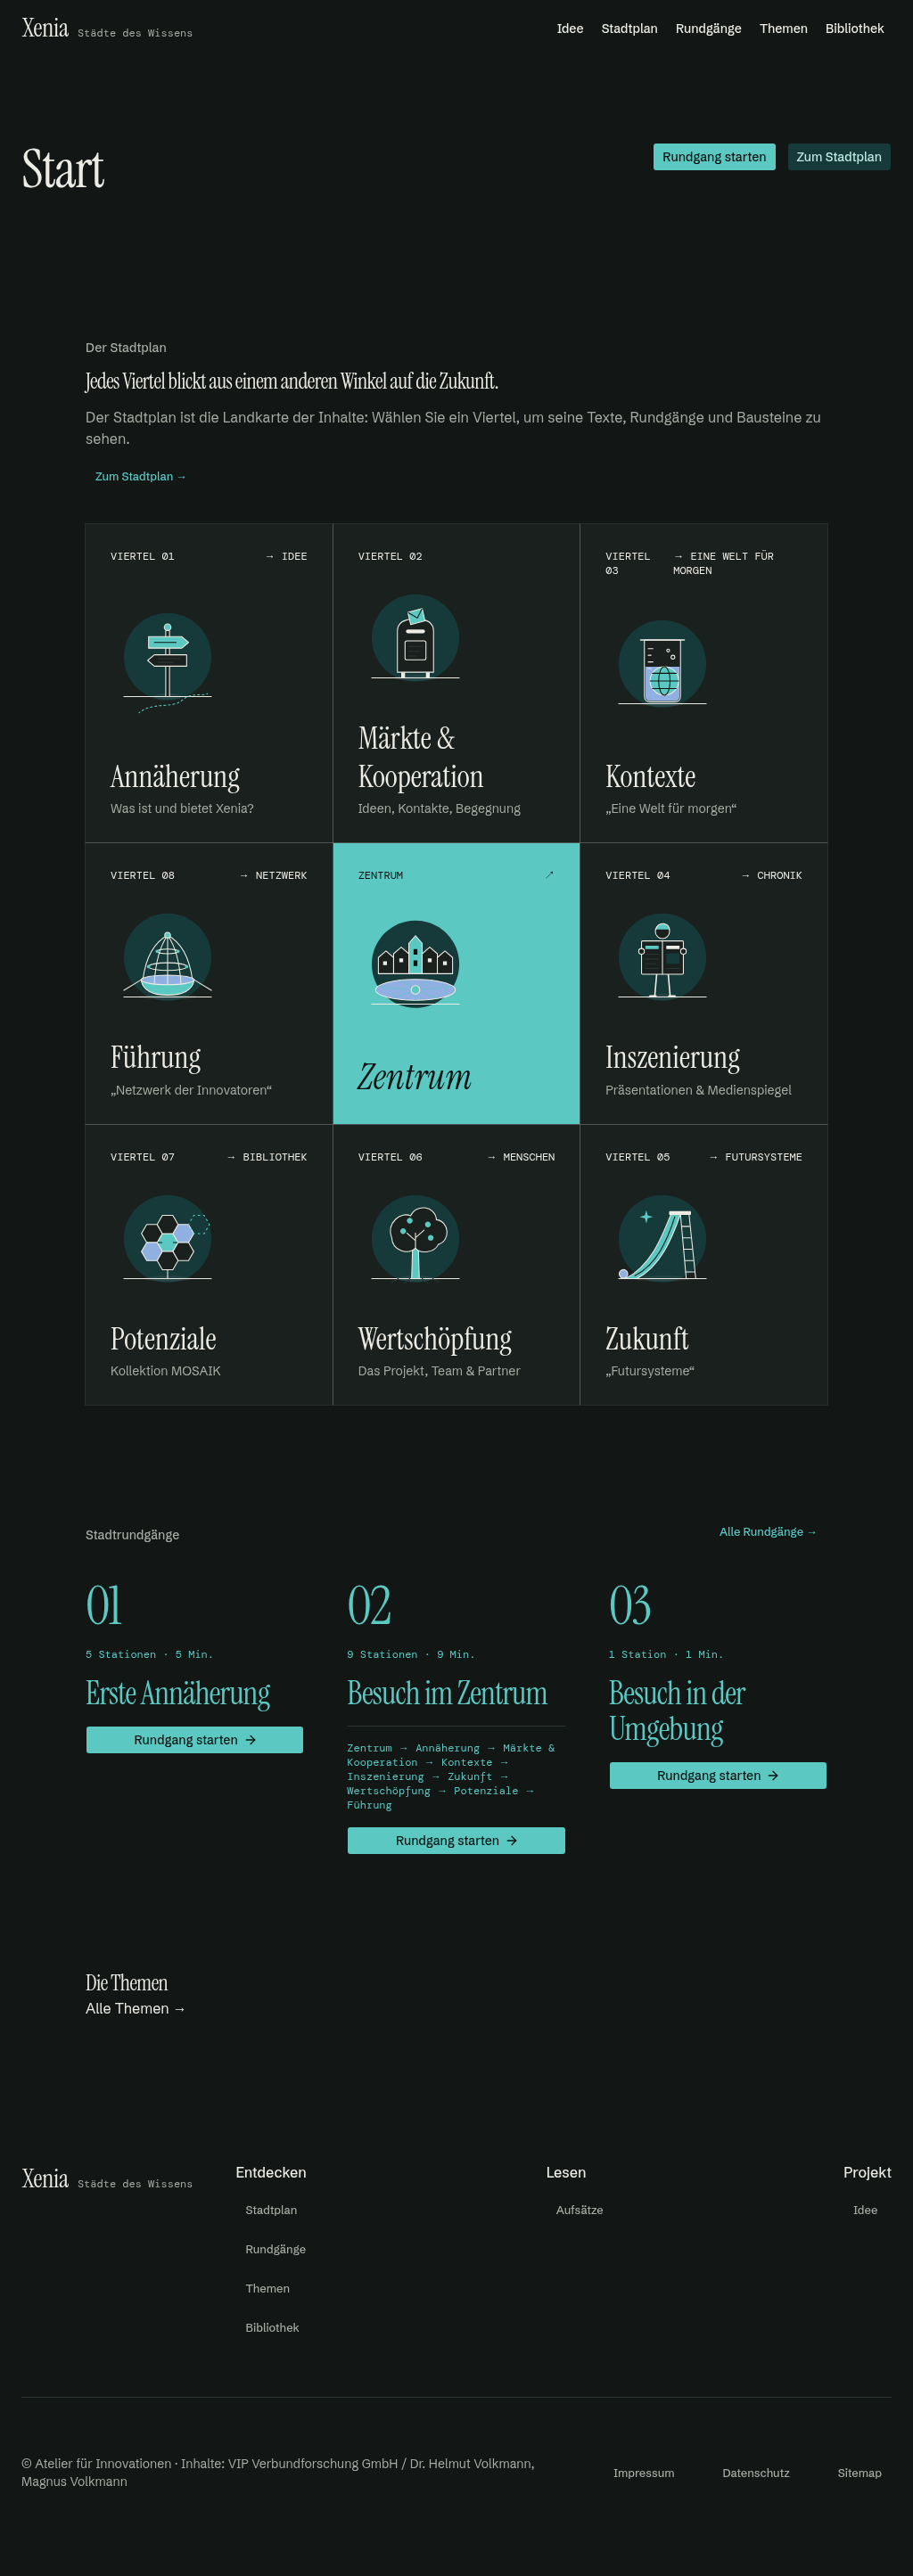 Xenia Städte des Wissens
Idee Stadtplan Rundgänge Themen Bibliothek
Start
Rundgang starten Zum Stadtplan
Der Stadtplan
Jedes Viertel blickt aus einem anderen Winkel auf die Zukunft.
Der Stadtplan ist die Landkarte der Inhalte: Wählen Sie ein Viertel, um seine Texte, Rundgänge und Bausteine zu
sehen.
Zum Stadtplan →
VIERTEL 01 → IDEE
Annäherung
Was ist und bietet Xenia?
VIERTEL 02
Märkte &
Kooperation
Ideen, Kontakte, Begegnung
VIERTEL
03
→ EINE WELT FÜR
MORGEN
Kontexte
„Eine Welt für morgen“
VIERTEL 08 → NETZWERK
Führung
„Netzwerk der Innovatoren“
ZENTRUM ↗
Zentrum
VIERTEL 04 → CHRONIK
Inszenierung
Präsentationen & Medienspiegel
VIERTEL 07 → BIBLIOTHEK
Potenziale
Kollektion MOSAIK
VIERTEL 06 → MENSCHEN
Wertschöpfung
Das Projekt, Team & Partner
VIERTEL 05 → FUTURSYSTEME
Zukunft
„Futursysteme“
Stadtrundgänge
Alle Rundgänge →
01
5 Stationen · 5 Min.
Erste Annäherung
Rundgang starten →
02
9 Stationen · 9 Min.
Besuch im Zentrum
Zentrum → Annäherung → Märkte &
Kooperation → Kontexte →
Inszenierung → Zukunft →
Wertschöpfung → Potenziale →
Führung
Rundgang starten →
03
1 Station · 1 Min.
Besuch in der
Umgebung
Rundgang starten →
Die Themen
Alle Themen →
Xenia Städte des Wissens
Entdecken
Stadtplan
Rundgänge
Themen
Bibliothek
Lesen
Aufsätze
Projekt
Idee
© Atelier für Innovationen · Inhalte: VIP Verbundforschung GmbH / Dr. Helmut Volkmann,
Magnus Volkmann
Impressum Datenschutz Sitemap